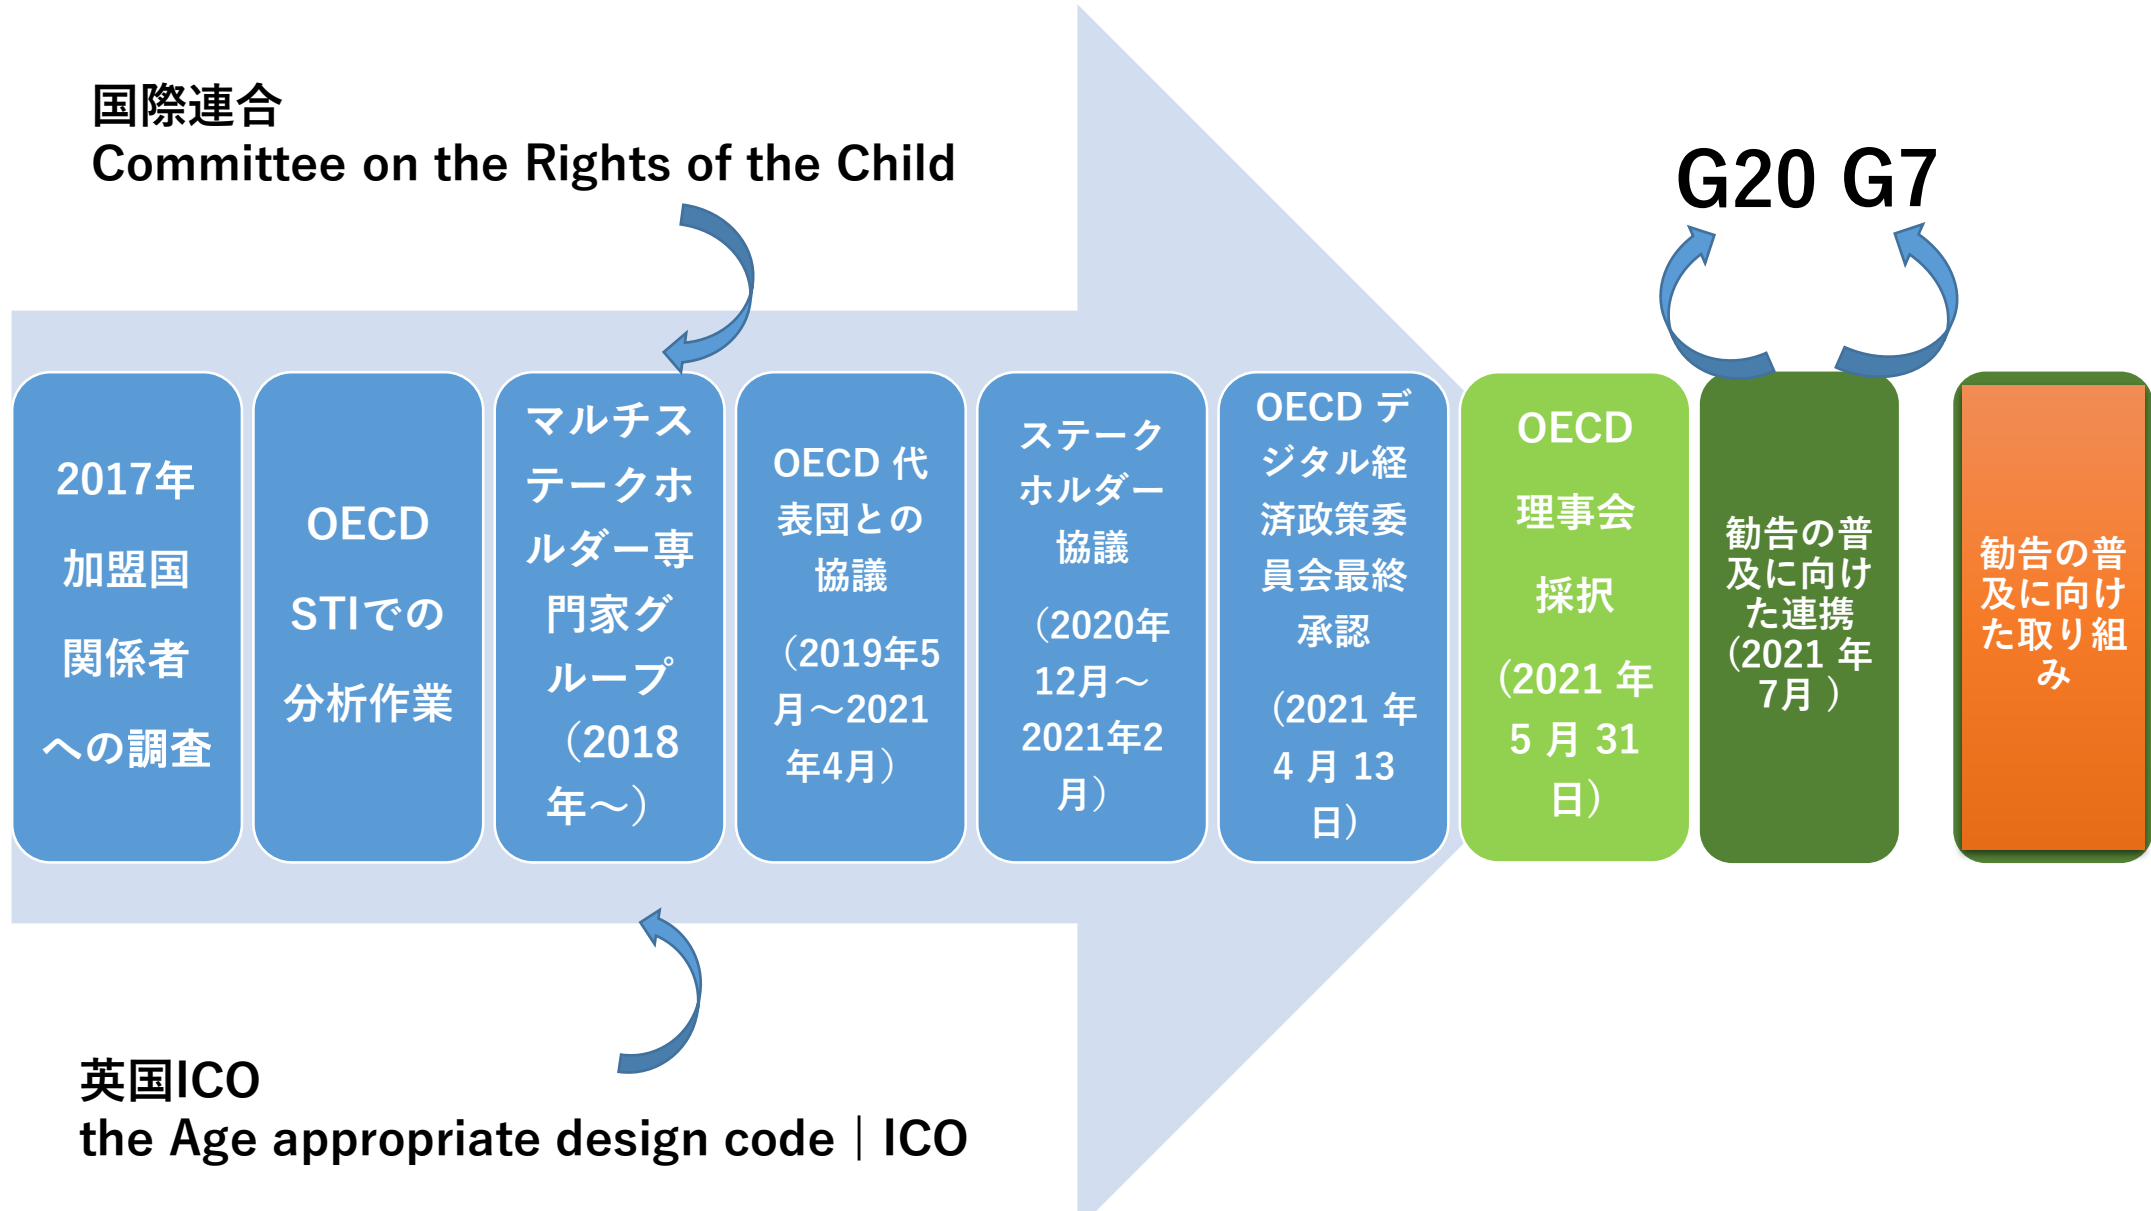 国際連合
Committee on the Rights of the Child
G20 G7
2017年
加盟国
関係者
への調査
OECD
STIでの
分析作業
マルチス
テークホ
ルダー専
門家グ
ループ
（2018
年～）
OECD 代
表団との
協議
（2019年5
月～2021
年4月）
ステーク
ホルダー
協議
（2020年
12月～
2021年2
月）
OECD デ
ジタル経
済政策委
員会最終
承認
（2021 年
4 月 13
日）
OECD
理事会
採択
（2021 年
5 月 31
日）
勧告の普
及に向け
た連携
（2021 年
7月 ）
勧告の普
及に向け
た取り組
み
英国ICO
the Age appropriate design code｜ICO